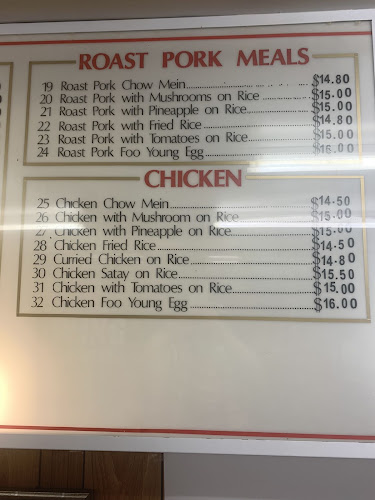 ROAST PORK MEALS
19 Roast Pork Chow Mein $14.80
20 Roast Pork with Mushrooms on Rice $15.00
21 Roast Pork with Pineapple on Rice $15.00
22 Roast Pork with Fried Rice $14.80
23 Roast Pork with Tomatoes on Rice $15.00
24 Roast Pork Foo Young Egg $16.00
CHICKEN
25 Chicken Chow Mein $14.50
26 Chicken with Mushroom on Rice $15.00
27 Chicken with Pineapple on Rice $15.00
28 Chicken Fried Rice $14.50
29 Curried Chicken on Rice $14.80
30 Chicken Satay on Rice $15.50
31 Chicken with Tomatoes on Rice $15.00
32 Chicken Foo Young Egg $16.00